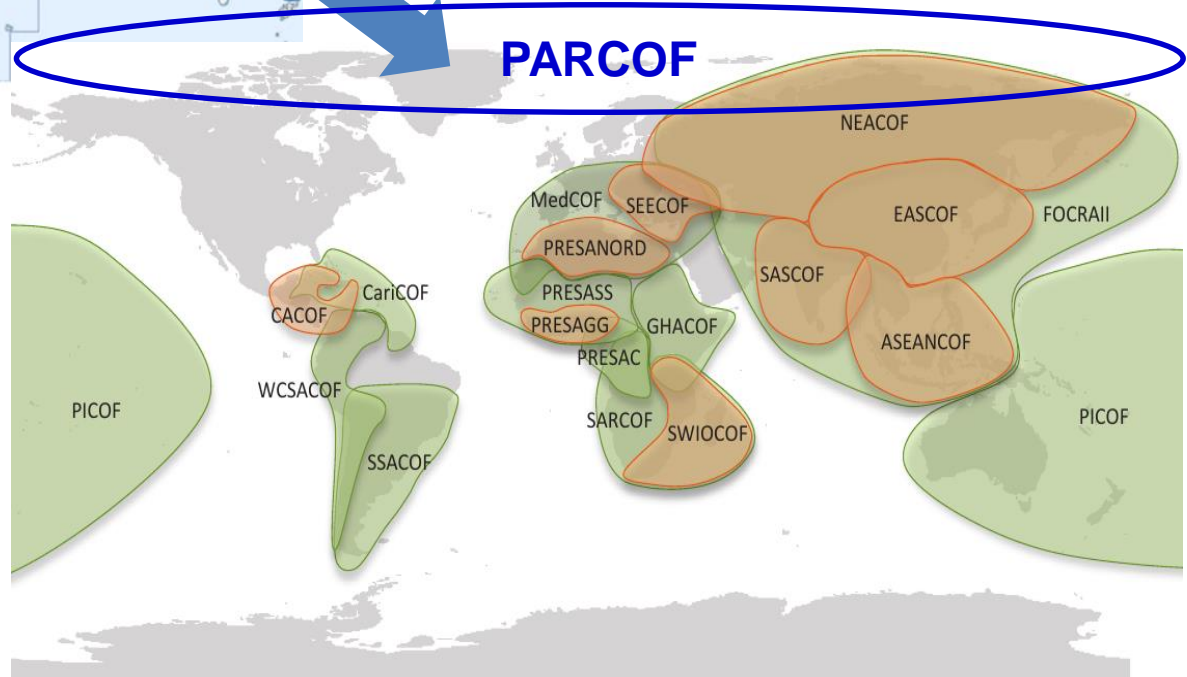 PARCOF
NEACOF
MedCOF
SEECOF
EASCOF
FOCRAII
PRESANORD
SASCOF
CariCOF
PRESASS
CACOF
PRESAGG
GHACOF
ASEANCOF
PRESAC
WCSACOF
PICOF
SARCOF
SWIOCOF
PICOF
SSACOF